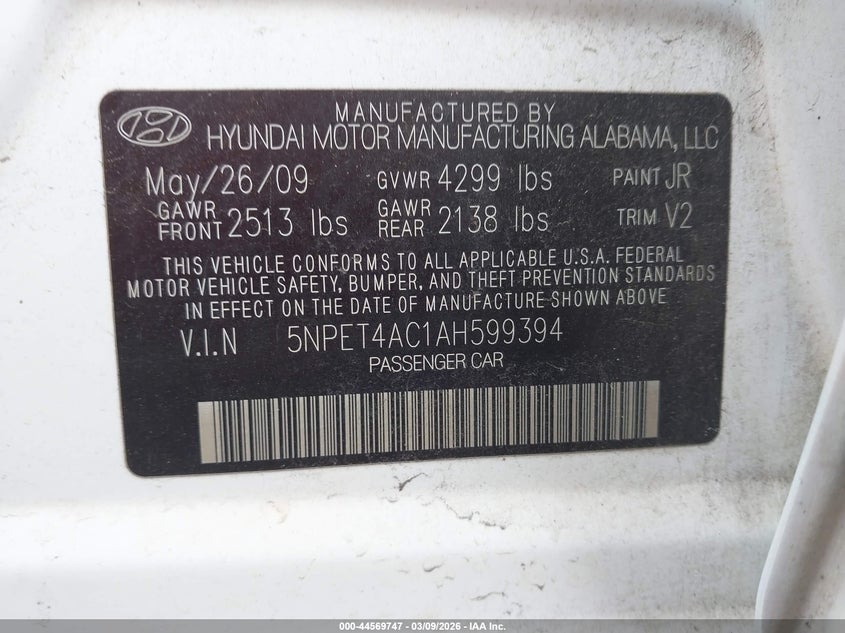 MANUFACTURED BY
HYUNDAI MOTOR MANUFACTURING ALABAMA, LLC
May/26/09 GVWR 4299 lbs PAINT JR
GAWR FRONT 2513 lbs GAWR REAR 2138 lbs TRIM V2
THIS VEHICLE CONFORMS TO ALL APPLICABLE U.S.A. FEDERAL
MOTOR VEHICLE SAFETY, BUMPER, AND THEFT PREVENTION STANDARDS
IN EFFECT ON THE DATE OF MANUFACTURE SHOWN ABOVE
V.I.N 5NPET4AC1AH599394
PASSENGER CAR
000-44569747 - 03/09/2026 - IAA Inc.